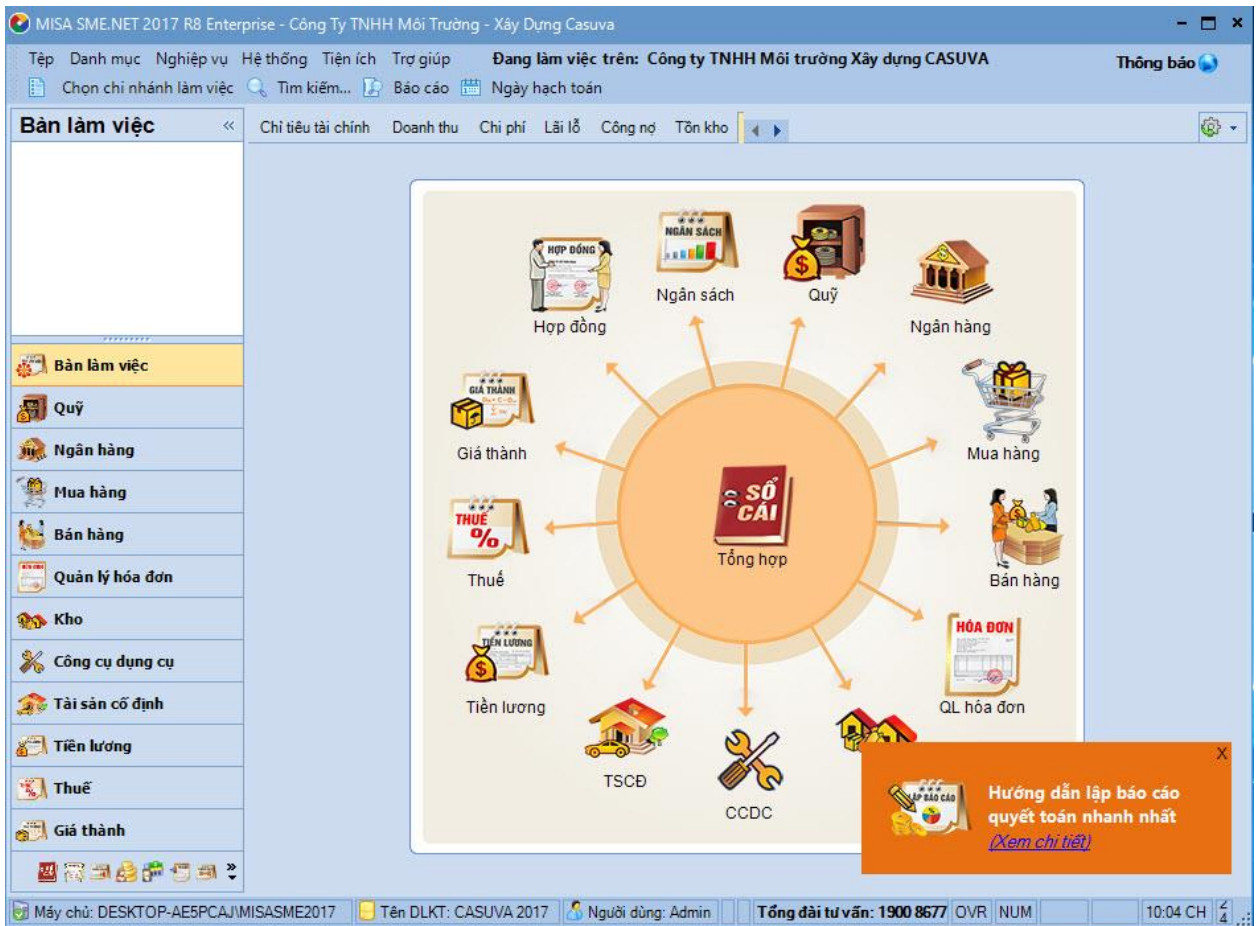 MISA SME.NET 2017 R8 Enterprise - Công Ty TNHH Môi Trường - Xây Dựng Casuva
Tệp Danh mục Nghiệp vụ Hệ thống Tiện ích Trợ giúp Đang làm việc trên: Công ty TNHH Môi trường Xây dựng CASUVA Thông báo
Chọn chi nhánh làm việc Tìm kiếm... Báo cáo Ngày hạch toán
Bàn làm việc «
Chỉ tiêu tài chính Doanh thu Chi phí Lãi lỗ Công nợ Tồn kho
Bàn làm việc
Quỹ
Ngân hàng
Mua hàng
Bán hàng
Quản lý hóa đơn
Kho
Công cụ dụng cụ
Tài sản cố định
Tiền lương
Thuế
Giá thành
NGÂN SÁCH
Ngân sách
Quỹ
HỢP ĐỒNG
Hợp đồng
Ngân hàng
GIÁ THÀNH
Giá thành
Mua hàng
SỔ CÁI
Tổng hợp
THUẾ
%
Thuế
Bán hàng
TIỀN LƯƠNG
Tiền lương
HÓA ĐƠN
QL hóa đơn
TSCĐ
CCDC
X
LẬP BÁO CÁO
Hướng dẫn lập báo cáo
quyết toán nhanh nhất
(Xem chi tiết)
Máy chủ: DESKTOP-AE5PCAJ\MISASME2017 Tên DLKT: CASUVA 2017 Người dùng: Admin Tổng đài tư vấn: 1900 8677 OVR NUM 10:04 CH